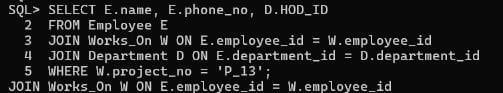 SQL> SELECT E.name, E.phone_no, D.HOD_ID
  2  FROM Employee E
  3  JOIN Works_On W ON E.employee_id = W.employee_id
  4  JOIN Department D ON E.department_id = D.department_id
  5  WHERE W.project_no = 'P_13';
JOIN Works_On W ON E.employee_id = W.employee_id